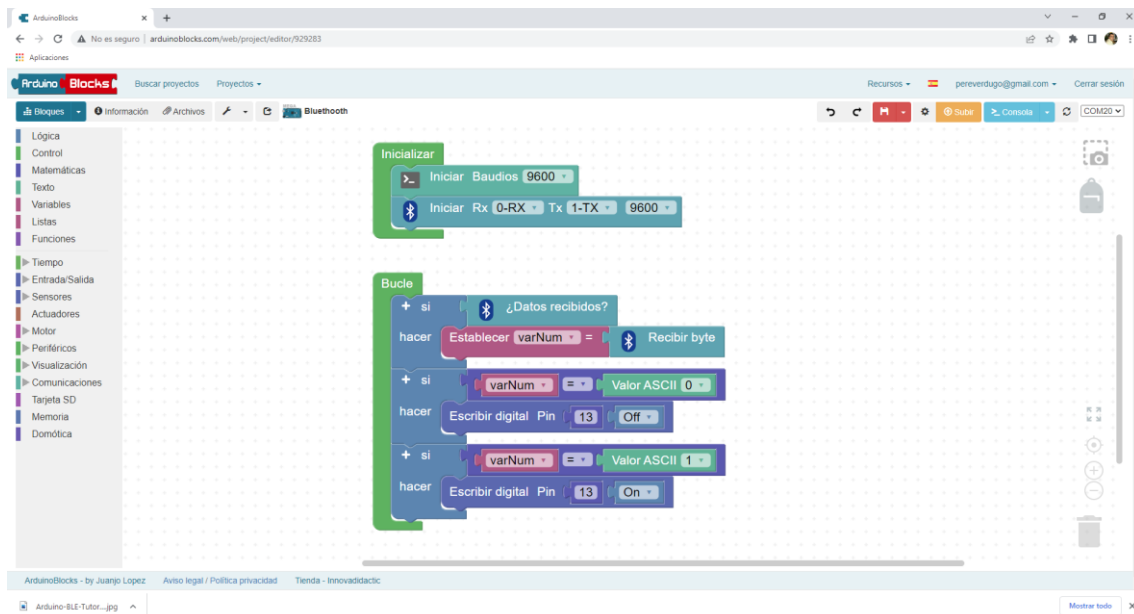 ArduinoBlocks
No es seguro | arduinoblocks.com/web/project/editor/929283
Aplicaciones
Arduino Blocks Buscar proyectos Proyectos Recursos pereverdugo@gmail.com Cerrar sesión
Bloques Información Archivos Bluethooth Subir Consola COM20
Lógica
Control
Matemáticas
Texto
Variables
Listas
Funciones
Tiempo
Entrada/Salida
Sensores
Actuadores
Motor
Periféricos
Visualización
Comunicaciones
Tarjeta SD
Memoria
Domótica
Inicializar
Iniciar Baudios 9600
Iniciar Rx 0-RX Tx 1-TX 9600
Bucle
+ si ¿Datos recibidos?
hacer Establecer varNum = Recibir byte
+ si varNum = Valor ASCII 0
hacer Escribir digital Pin 13 Off
+ si varNum = Valor ASCII 1
hacer Escribir digital Pin 13 On
ArduinoBlocks - by Juanjo Lopez Aviso legal / Política privacidad Tienda - Innovadidactic
Arduino-BLE-Tutor....jpg Mostrar todo